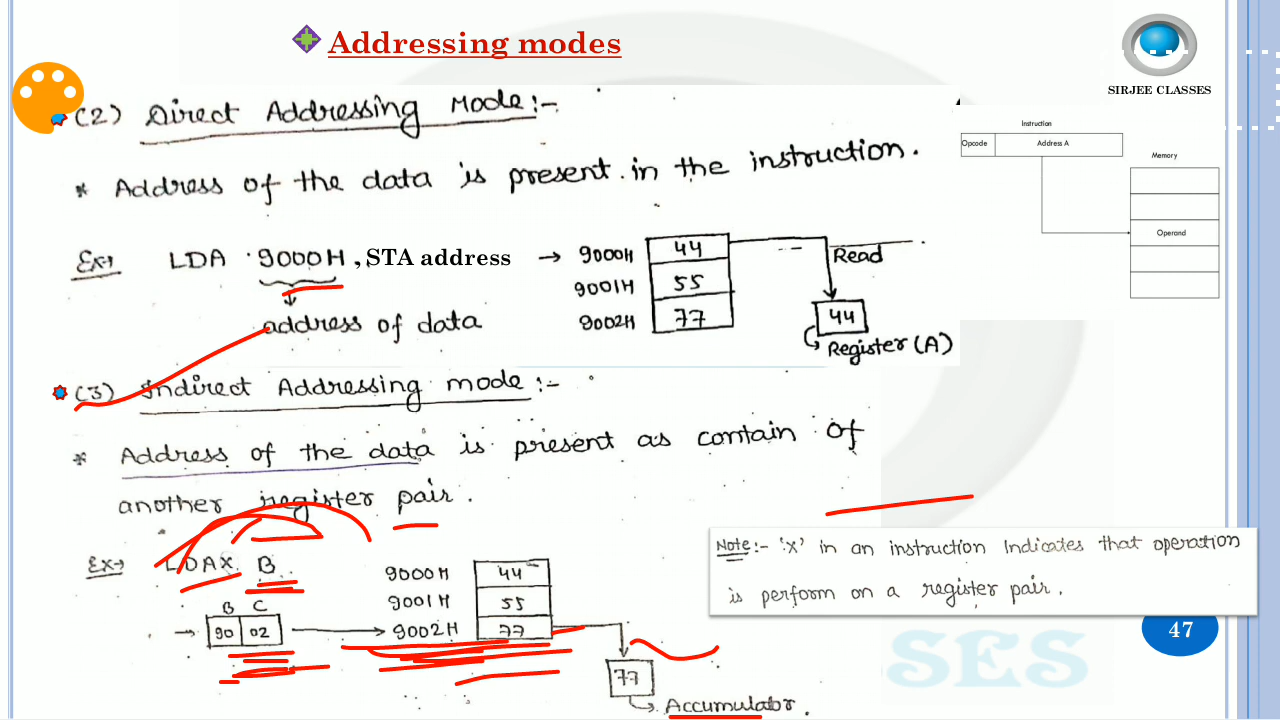 Addressing modes
SIRJEE CLASSES
(2) Direct Addressing Mode:-
* Address of the data is present in the instruction.
Ex→ LDA 9000H , STA address → 9000H 44 Read
9001H 55
address of data 9002H 77 44
Register (A)
Instruction
Opcode Address A
Memory
Operand
(3) Indirect Addressing mode :-
* Address of the data is present as contain of
another register pair.
Ex→ LDAX B
B C
→ 90 02 → 9002H 77
9000H 44
9001H 55
77
Accumulator.
Note:- 'X' in an instruction Indicates that operation
is perform on a register pair.
47
SES